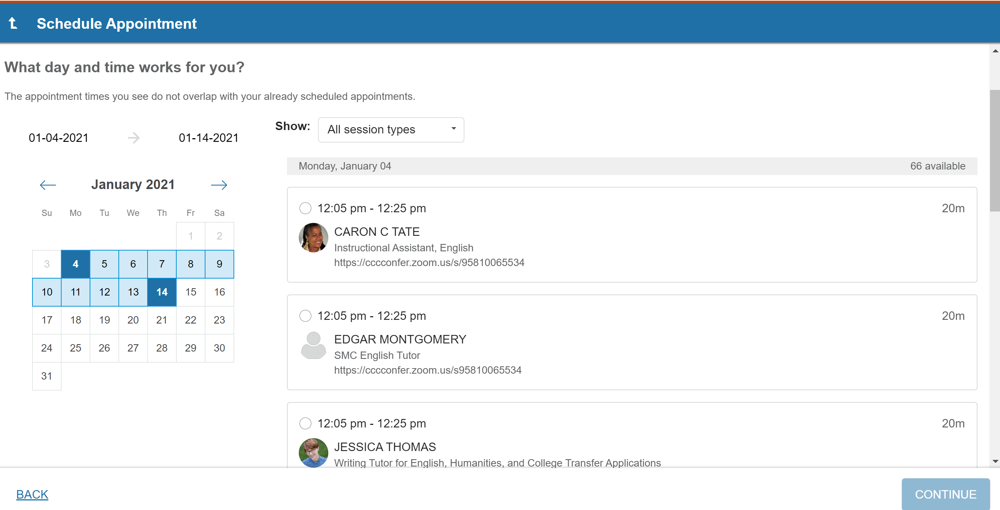 Schedule Appointment
What day and time works for you?
The appointment times you see do not overlap with your already scheduled appointments.
01-04-2021 01-14-2021
January 2021
Su Mo Tu We Th Fr Sa
1 2
3 4 5 6 7 8 9
10 11 12 13 14 15 16
17 18 19 20 21 22 23
24 25 26 27 28 29 30
31
Show: All session types
Monday, January 04 66 available
12:05 pm - 12:25 pm 20m
CARON C TATE
Instructional Assistant, English
https://cccconfer.zoom.us/s/95810065534
12:05 pm - 12:25 pm 20m
EDGAR MONTGOMERY
SMC English Tutor
https://cccconfer.zoom.us/s95810065534
12:05 pm - 12:25 pm 20m
JESSICA THOMAS
Writing Tutor for English, Humanities, and College Transfer Applications
BACK CONTINUE